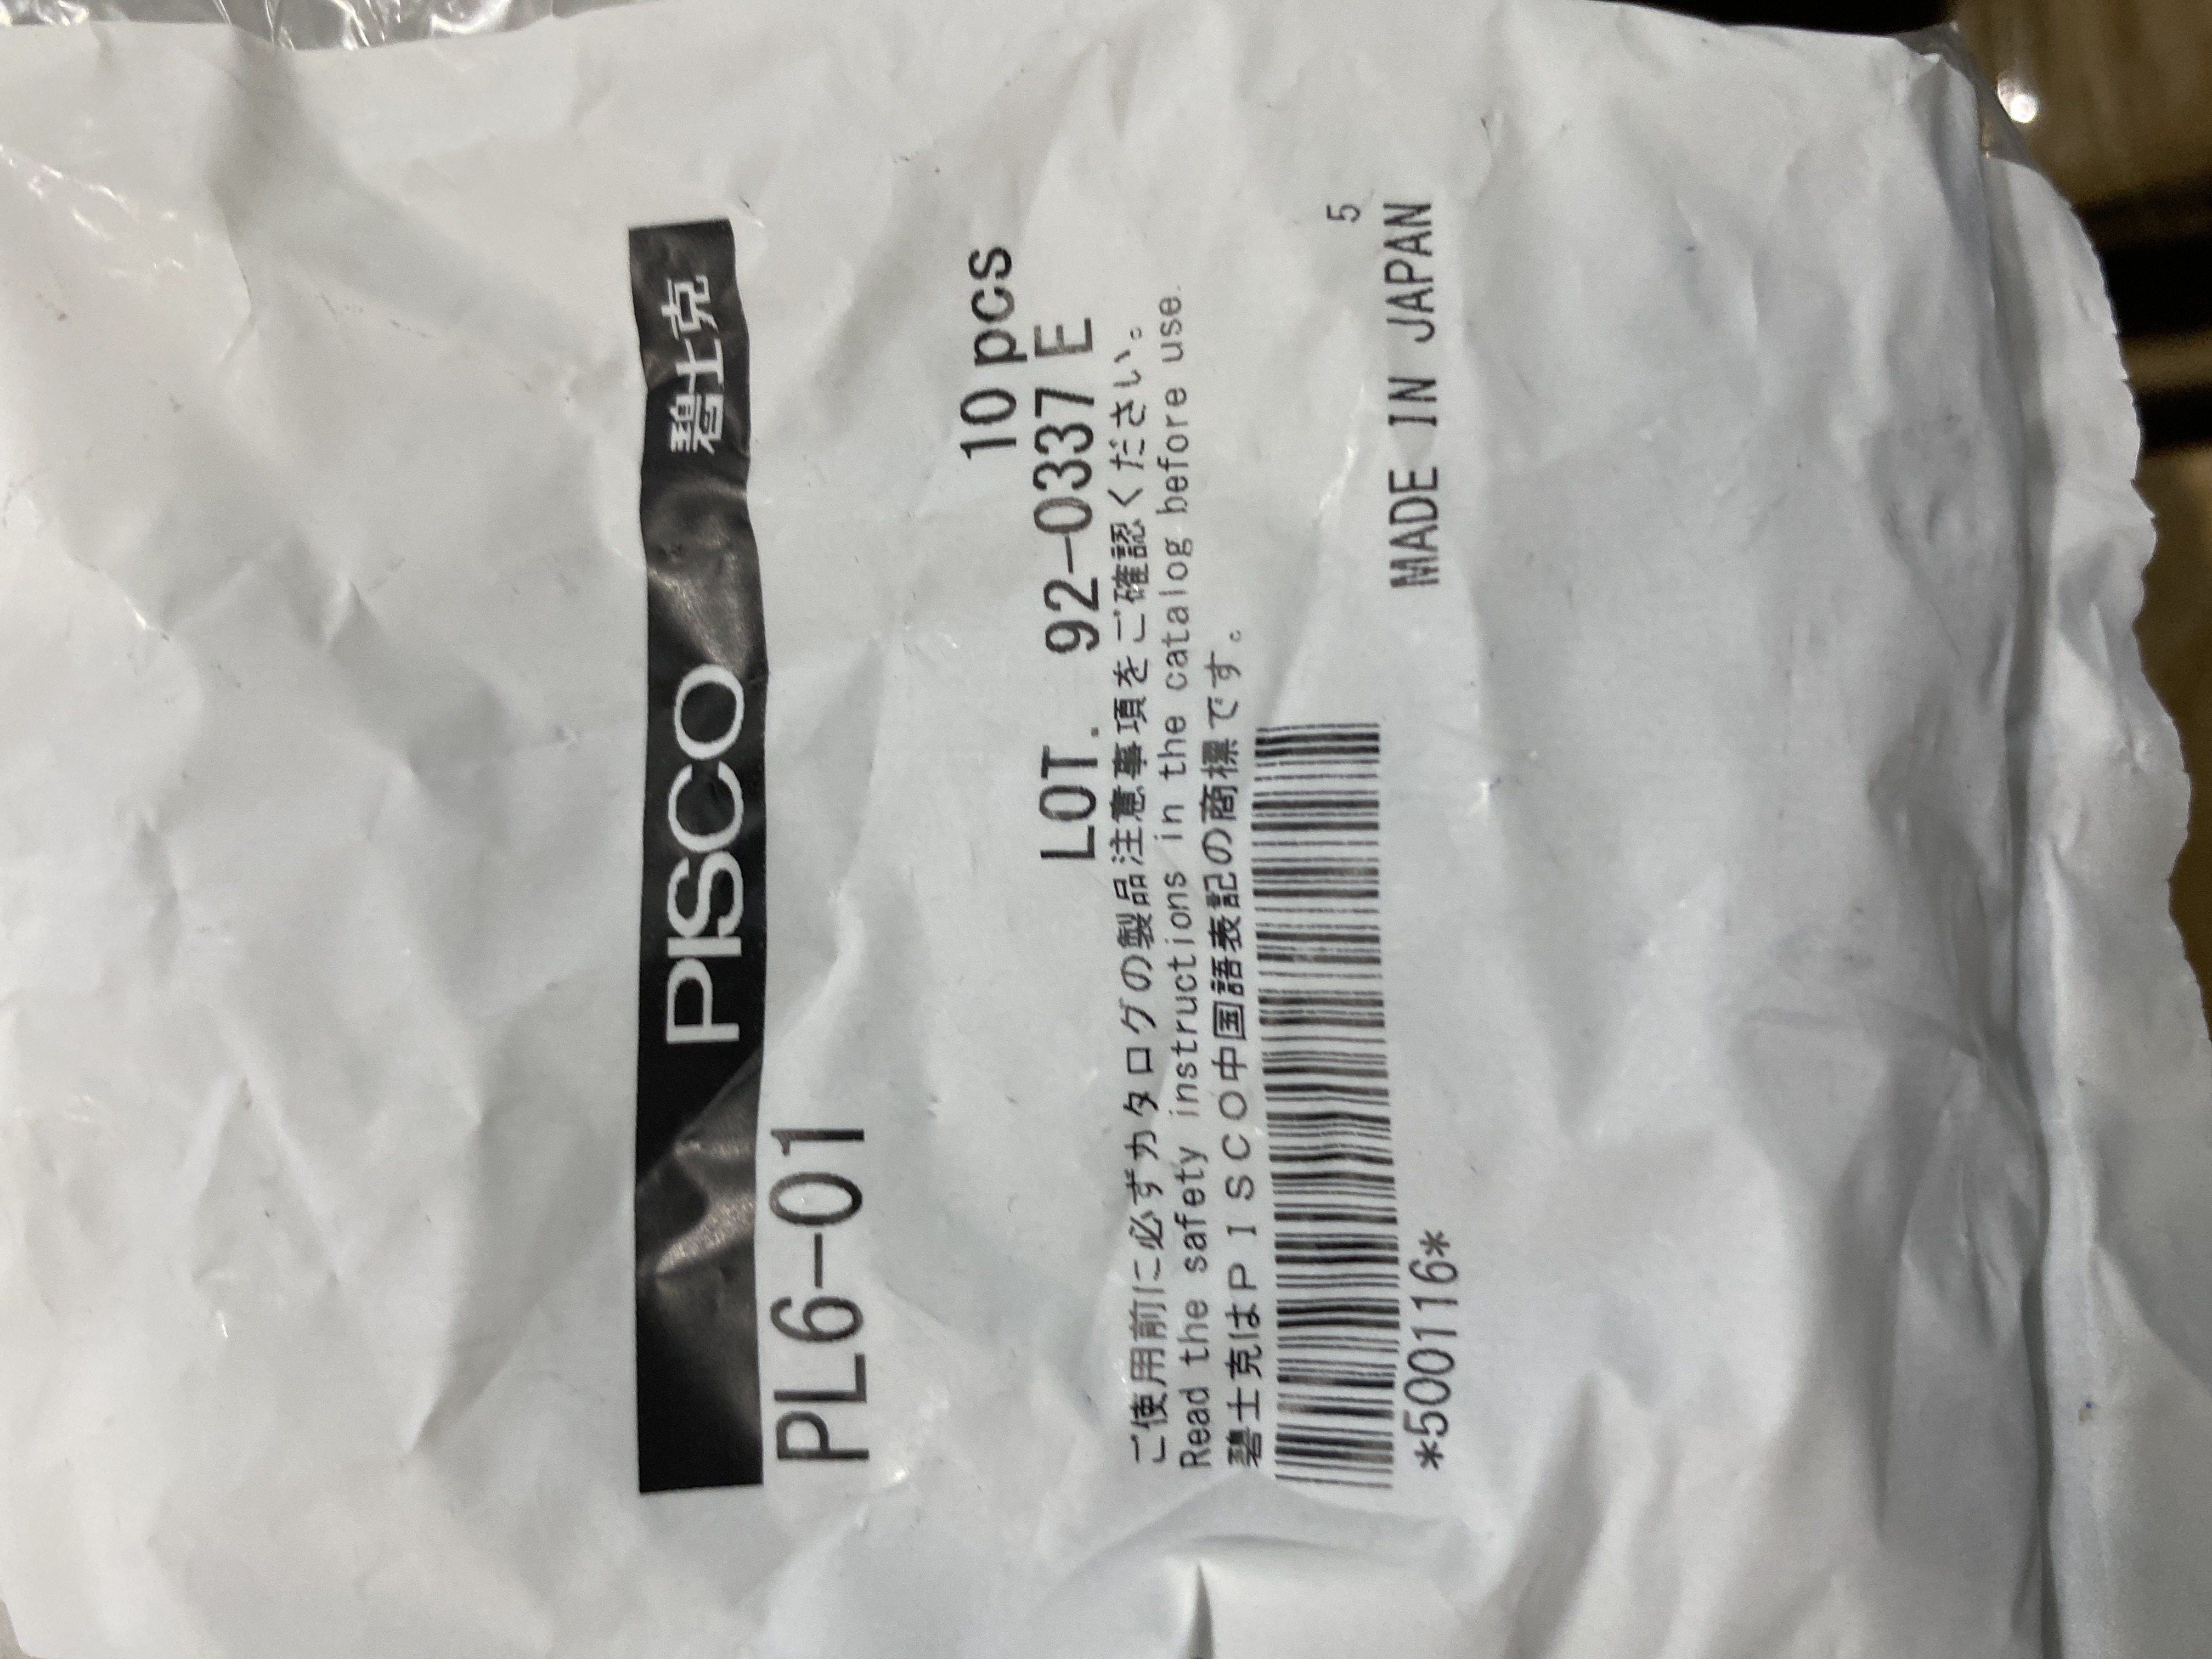 PISCO 碧士克
PL6-01
10 pcs
LOT. 92-0337 E
ご使用前に必ずカタログの製品注意事項をご確認ください。
Read the safety instructions in the catalog before use.
碧士克はＰＩＳＣＯ中国語表記の商標です。
5
*500116*
MADE IN JAPAN